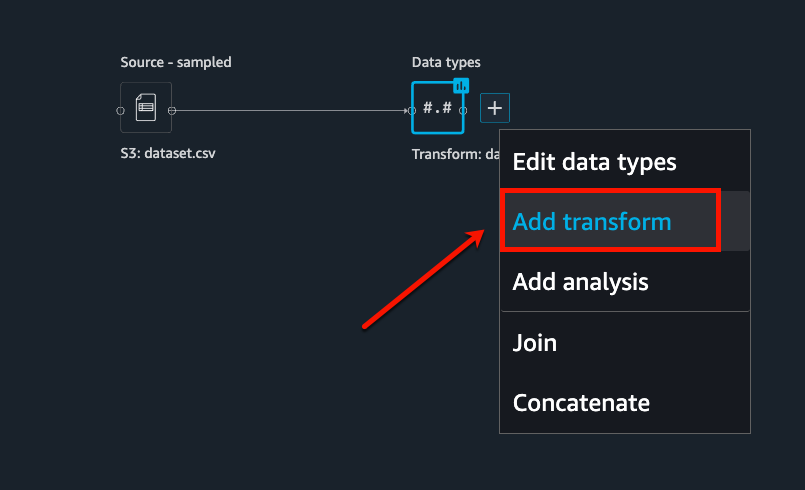 Source - sampled
Data types
#.#
S3: dataset.csv
Transform: da
Edit data types
Add transform
Add analysis
Join
Concatenate